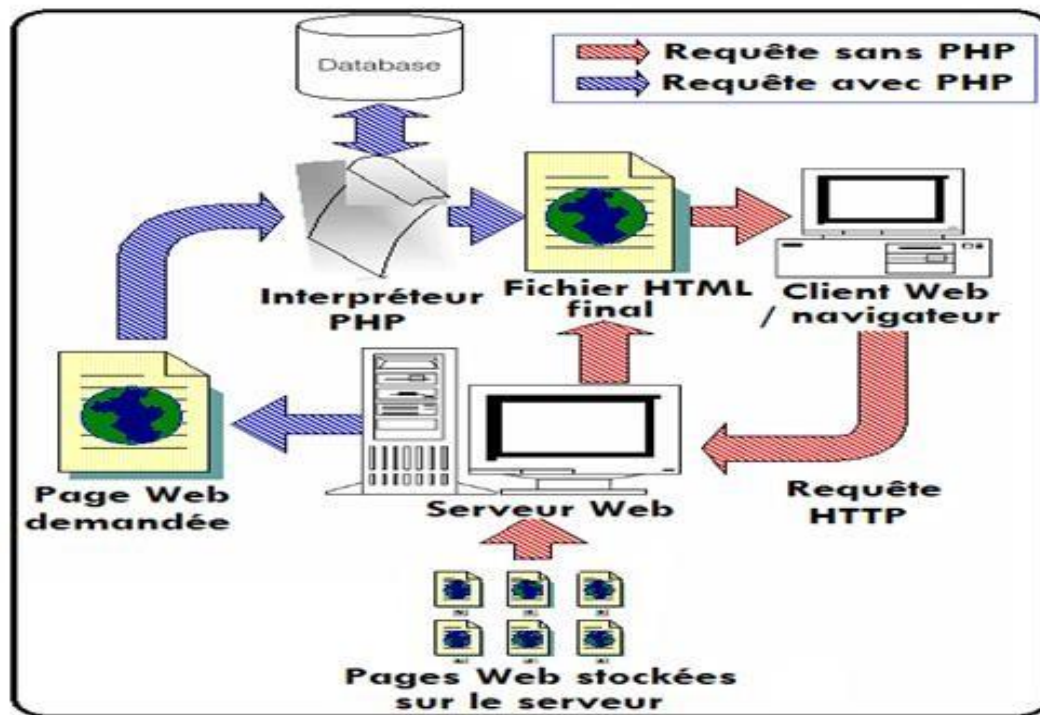 Database
Requête sans PHP
Requête avec PHP
Interpréteur
PHP
Fichier HTML
final
Client Web
/ navigateur
Page Web
demandée
Serveur Web
Requête
HTTP
Pages Web stockées
sur le serveur